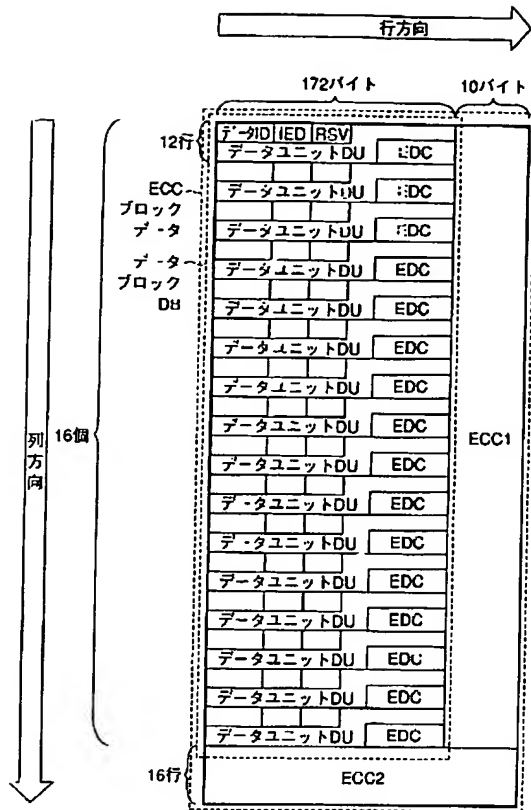 行方向
172バイト
10バイト
データID IED RSV
12行
データユニットDU EDC
ECC
ブロック
データ
データユニットDU EDC
データユニットDU EDC
データ
ブロック
DB
データユニットDU EDC
データユニットDU EDC
データユニットDU EDC
データユニットDU EDC
列方向
16個
データユニットDU EDC
ECC1
データユニットDU EDC
データユニットDU EDC
データユニットDU EDC
データユニットDU EDC
データユニットDU EDC
データユニットDU EDC
データユニットDU EDC
データユニットDU EDC
16行
ECC2